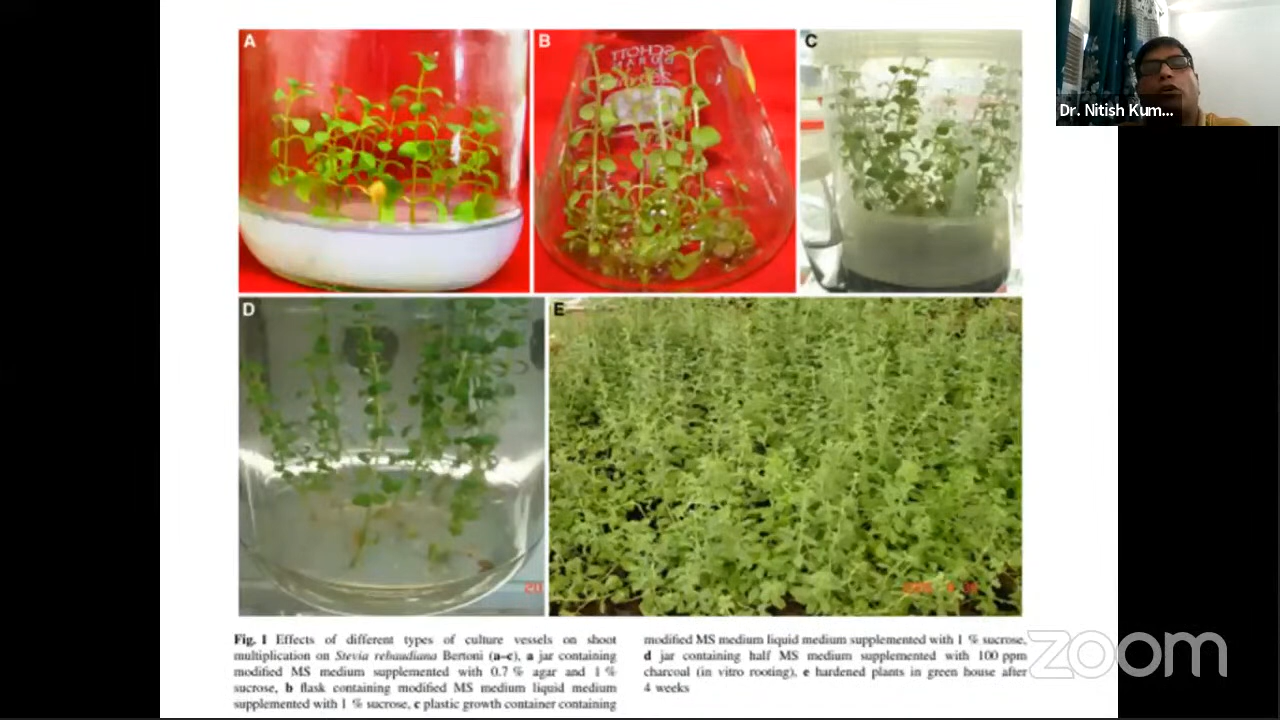 A
B
C
SCHOTT
DURAN
Dr. Nitish Kum...
D
E
20
Fig. 1 Effects of different types of culture vessels on shoot
multiplication on Stevia rebaudiana Bertoni (a–c), a jar containing
modified MS medium supplemented with 0.7 % agar and 1 %
sucrose, b flask containing modified MS medium liquid medium
supplemented with 1 % sucrose, c plastic growth container containing
modified MS medium liquid medium supplemented with 1 % sucrose,
d jar containing half MS medium supplemented with 100 ppm
charcoal (in vitro rooting), e hardened plants in green house after
4 weeks
zoom